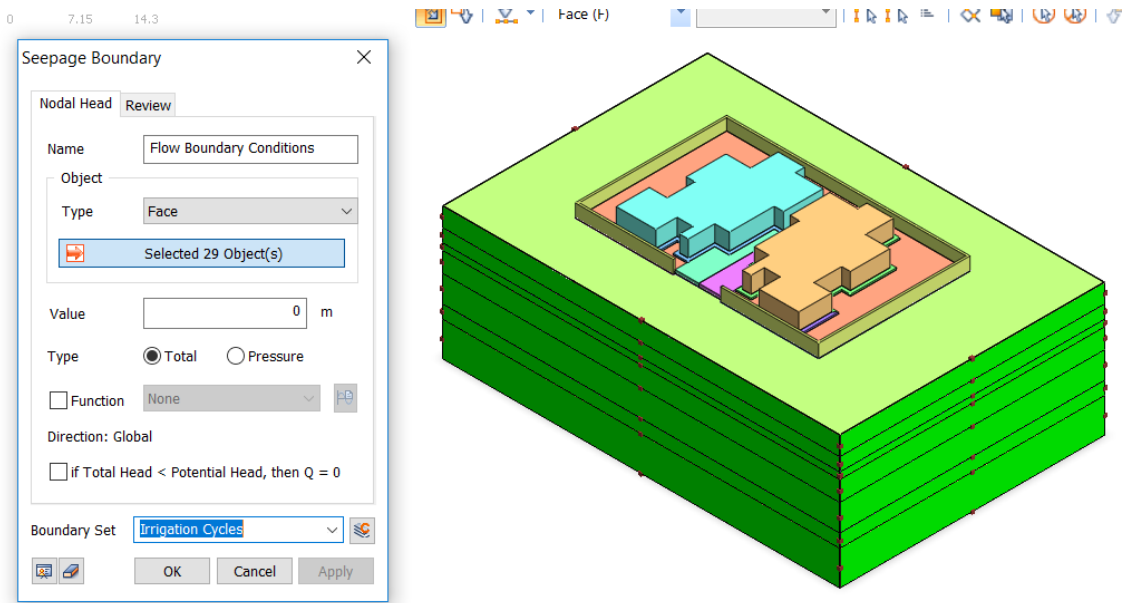 0 7.15 14.3
Face (F)
Seepage Boundary
Nodal Head Review
Name Flow Boundary Conditions
Object
Type Face
Selected 29 Object(s)
Value 0 m
Type Total Pressure
Function None
Direction: Global
if Total Head < Potential Head, then Q = 0
Boundary Set Irrigation Cycles
OK Cancel Apply